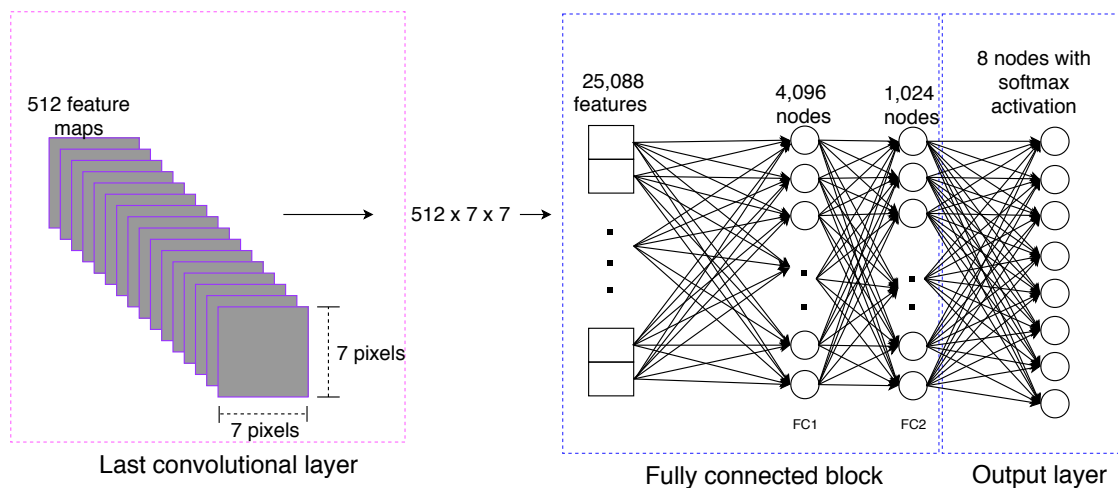 512 feature
maps
7 pixels
7 pixels
Last convolutional layer
512 x 7 x 7
25,088
features
4,096
nodes
1,024
nodes
FC1
FC2
Fully connected block
8 nodes with
softmax
activation
Output layer